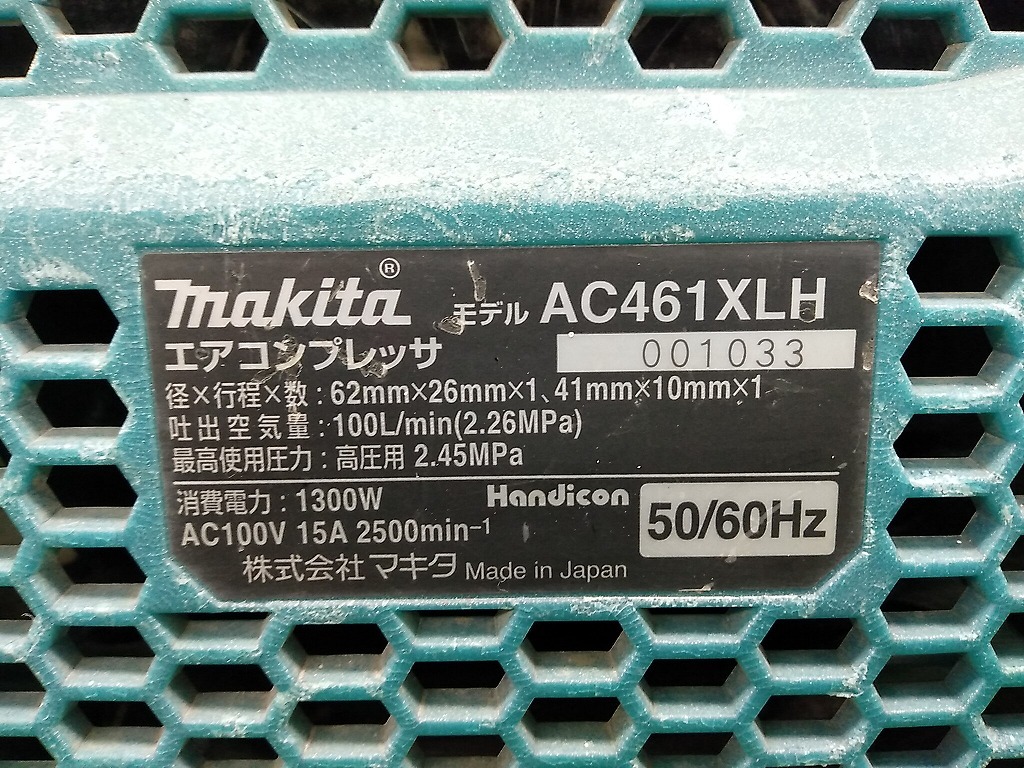 makita® モデル AC461XLH
エアコンプレッサ 001033
径×行程×数：62mm×26mm×1、41mm×10mm×1
吐出空気量：100L/min(2.26MPa)
最高使用圧力：高圧用 2.45MPa
消費電力：1300W Handicon 50/60Hz
AC100V 15A 2500min⁻¹
株式会社 マキタ Made in Japan